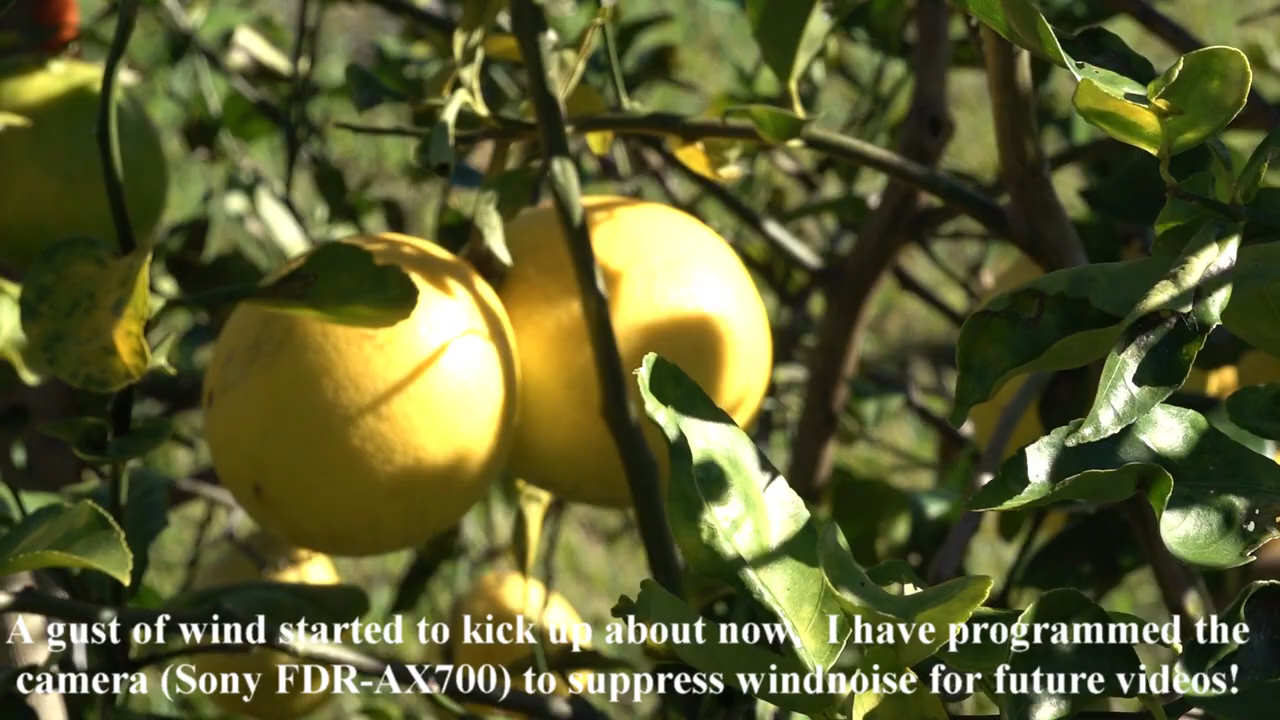 A gust of wind started to kick up about now. I have programmed the
camera (Sony FDR-AX700) to suppress windnoise for future videos!